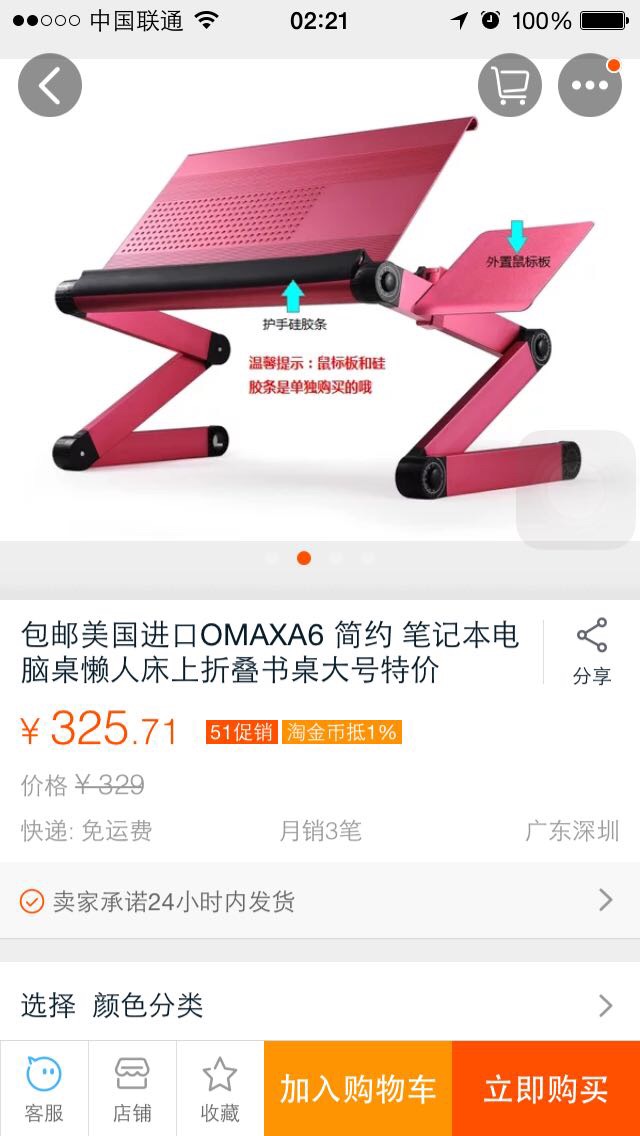 中国联通
02:21
100%
外置鼠标板
护手硅胶条
温馨提示：鼠标板和硅
胶条是单独购买的哦
包邮美国进口OMAXA6 简约 笔记本电
脑桌懒人床上折叠书桌大号特价
分享
¥ 325.71
51促销
淘金币抵1%
价格 ¥ 329
快递: 免运费
月销3笔
广东深圳
卖家承诺24小时内发货
选择 颜色分类
客服
店铺
收藏
加入购物车
立即购买